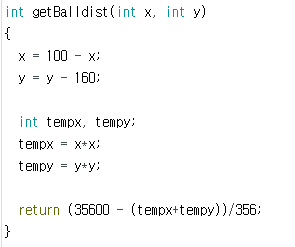 int getBalldist(int x, int y)
{
x = 100 - x;
y = y - 160;
int tempx, tempy;
tempx = x*x;
tempy = y*y;
return (35600 - (tempx+tempy))/356;
}